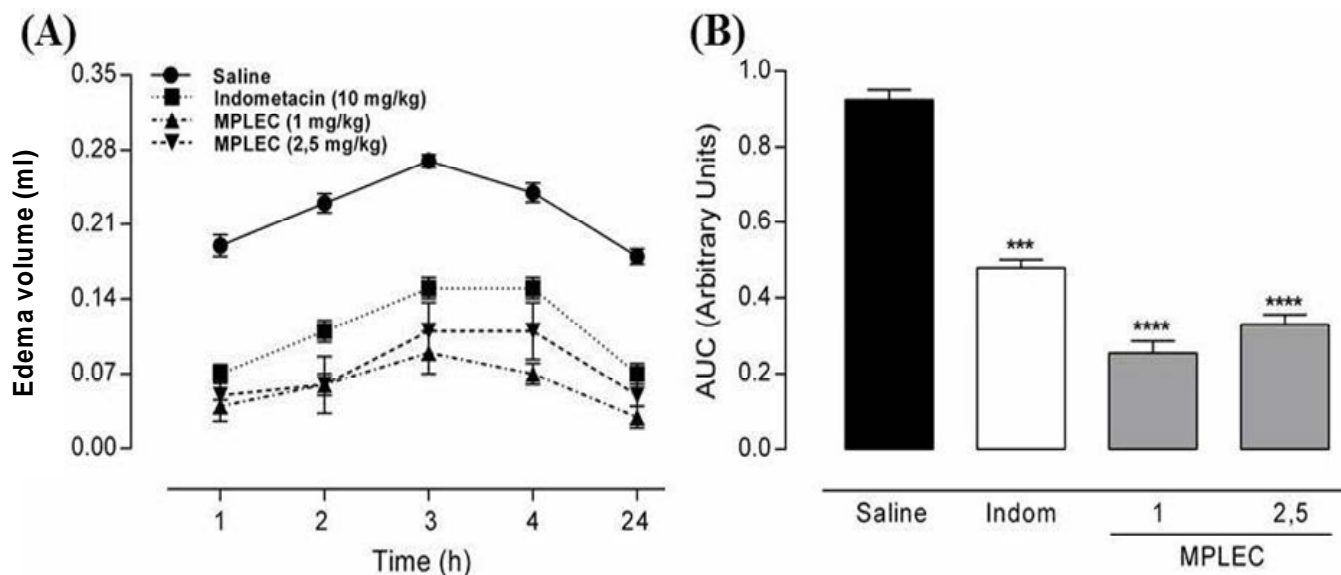 (A)
Edema volume (ml)
0.35
0.28
0.21
0.14
0.07
0.00
Saline
Indometacin (10 mg/kg)
MPLEC (1 mg/kg)
MPLEC (2,5 mg/kg)
1 2 3 4 24
Time (h)
(B)
AUC (Arbitrary Units)
1.0
0.8
0.6
0.4
0.2
0.0
***
****
****
Saline Indom 1 2,5
MPLEC